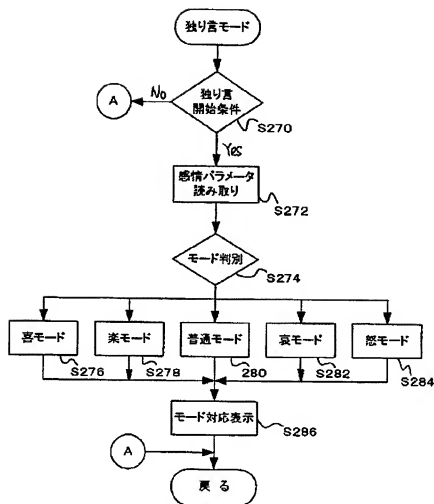 独り言モード
独り言
開始条件
No
A
S270
Yes
感情パラメータ
読み取り
S272
モード判別
S274
喜モード
楽モード
普通モード
哀モード
怒モード
S276
S278
280
S282
S284
モード対応表示
S286
A
戻る